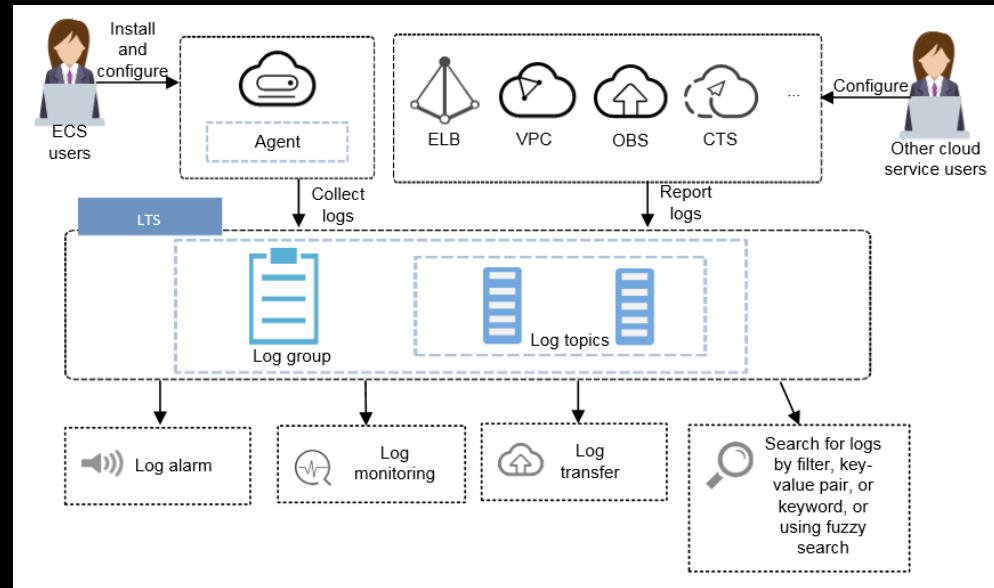 Install
and
configure
ECS
users
Agent
ELB
VPC
OBS
CTS
...
Configure
Other cloud
service users
Collect
logs
Report
logs
LTS
Log group
Log topics
Log alarm
Log
monitoring
Log
transfer
Search for logs
by filter, key-
value pair, or
keyword, or
using fuzzy
search